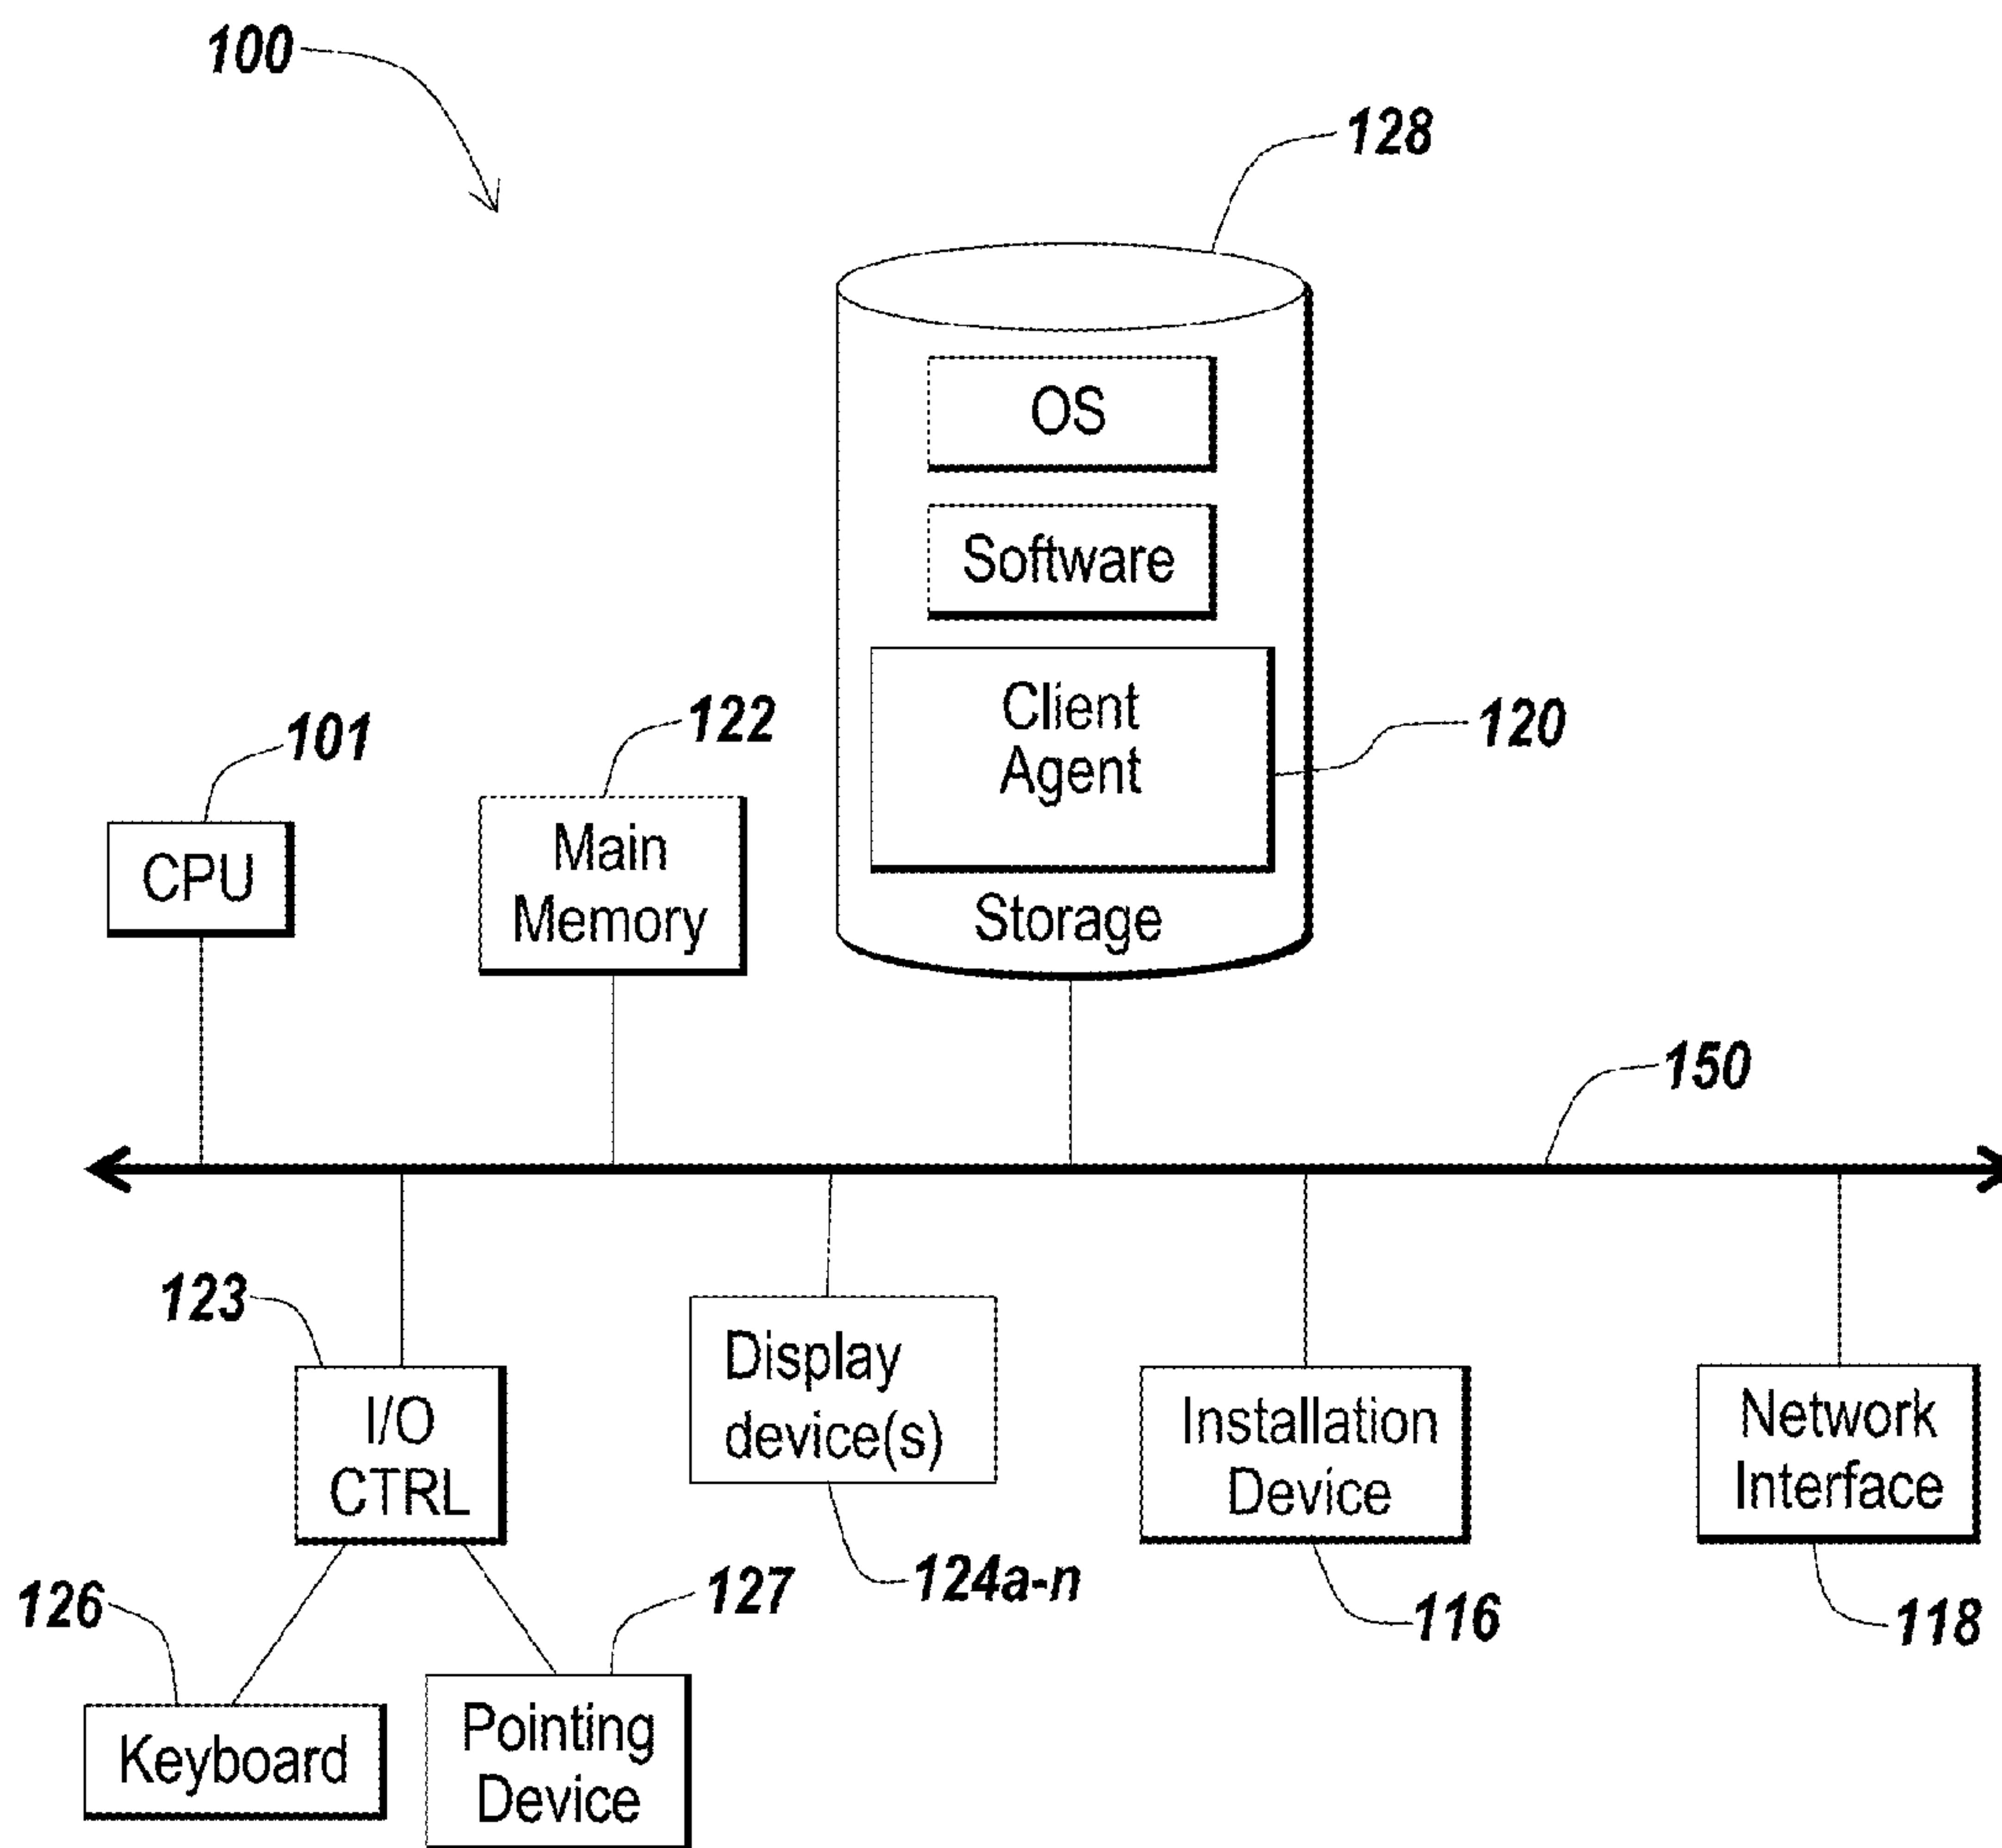 100
128
OS
Software
Client
Agent
120
Storage
101
CPU
122
Main
Memory
150
123
I/O
CTRL
Display
device(s)
124a-n
Installation
Device
116
Network
Interface
118
126
Keyboard
127
Pointing
Device